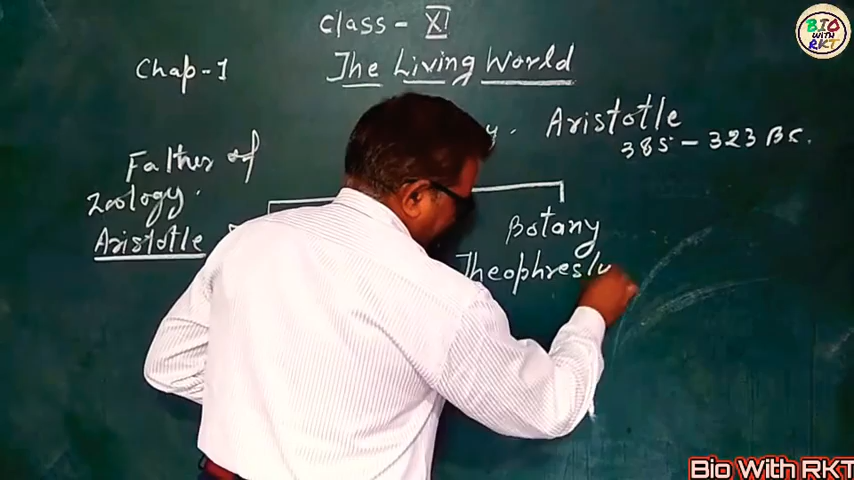 Class - XI
Chap-1
The Living World
Aristotle
385 - 323 BC.
Father of
Zoology.
Aristotle
Botany
BIO
WITH
RKT
Bio With RKT